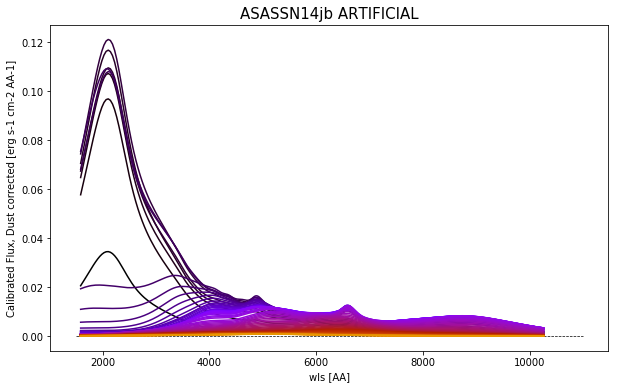 ASASSN14jb ARTIFICIAL
Calibrated Flux, Dust corrected [erg s-1 cm-2 AA-1]
0.12
0.10
0.08
0.06
0.04
0.02
0.00
2000 4000 6000 8000 10000
wls [AA]